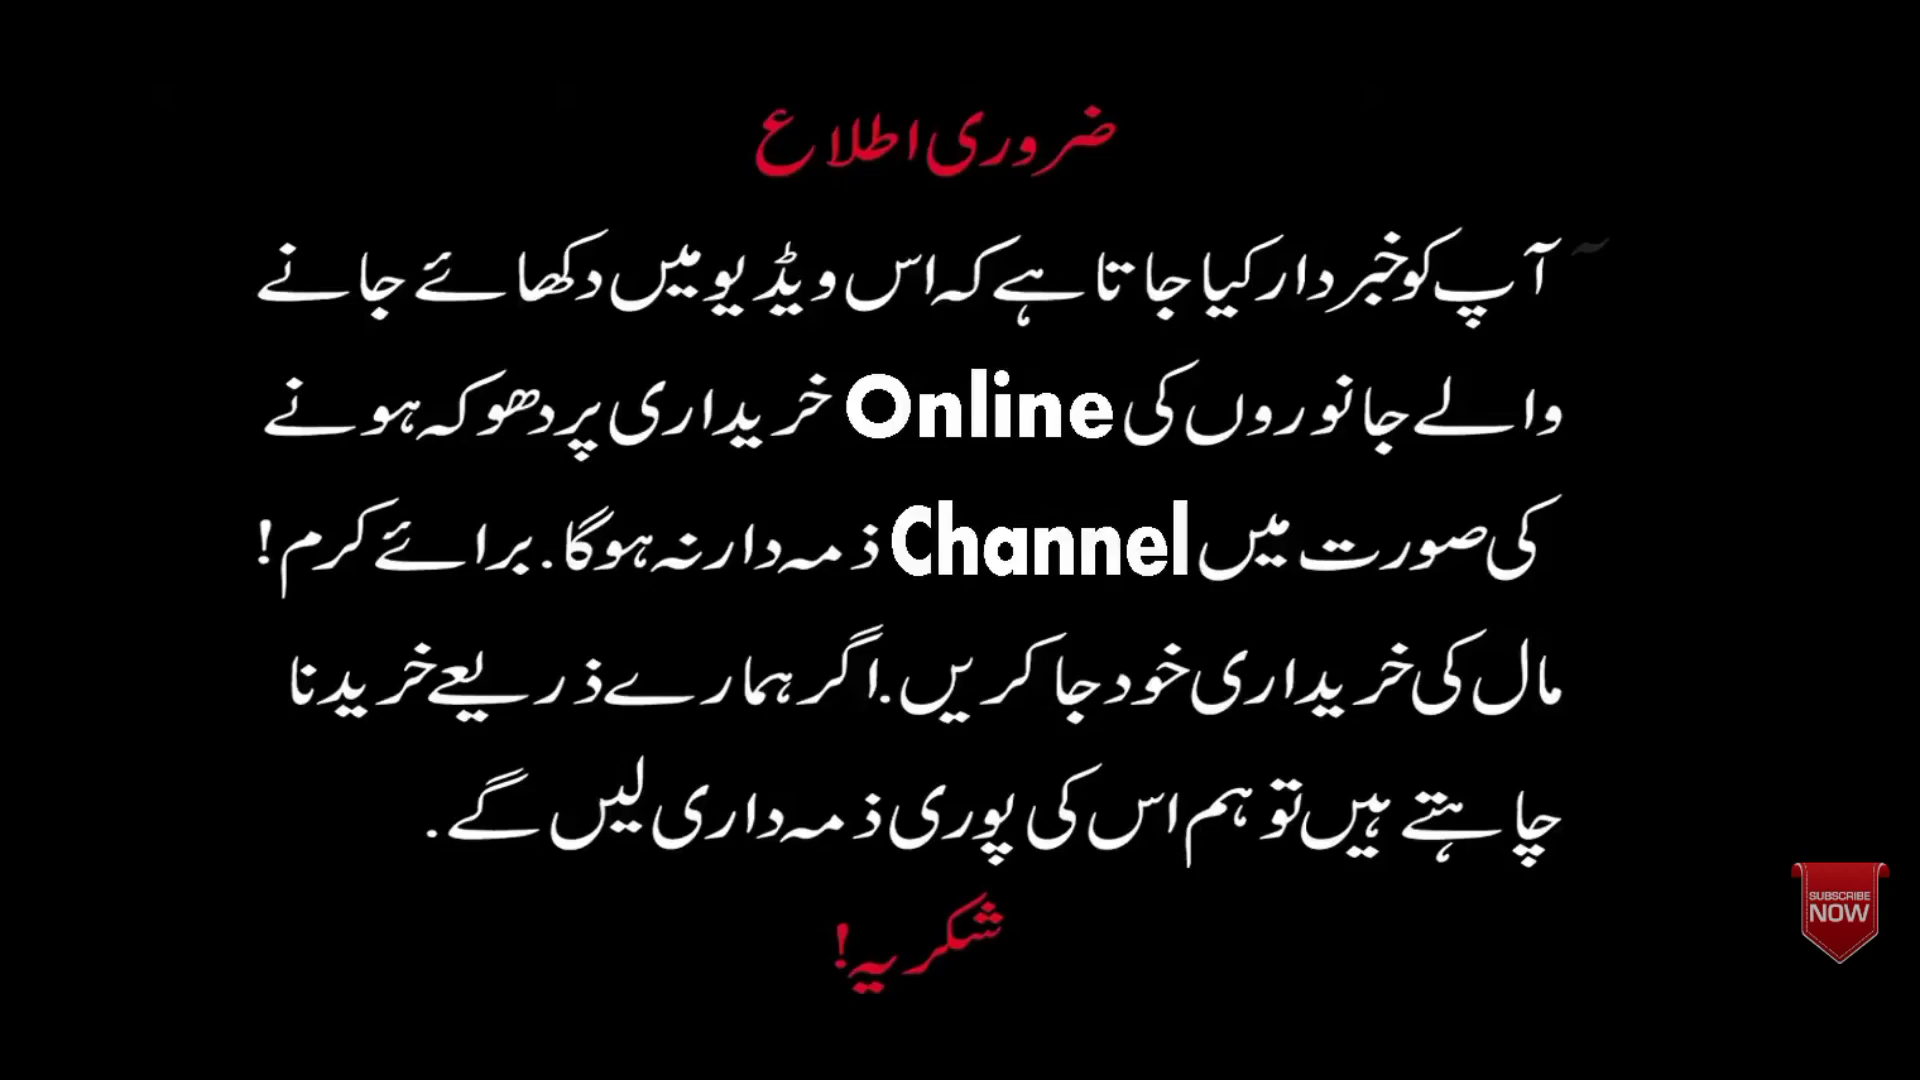 ضروری اطلاع
آپ کو خبردار کیا جاتا ہے کہ اس ویڈیو میں دکھائے جانے
والے جانوروں کی Online خریداری پر دھوکہ ہونے
کی صورت میں Channel ذمہ دار نہ ہوگا. برائے کرم!
مال کی خریداری خود جا کریں. اگر ہمارے ذریعے خریدنا
چاہتے ہیں تو ہم اس کی پوری ذمہ داری لیں گے.
شکریہ!
SUBSCRIBE
NOW